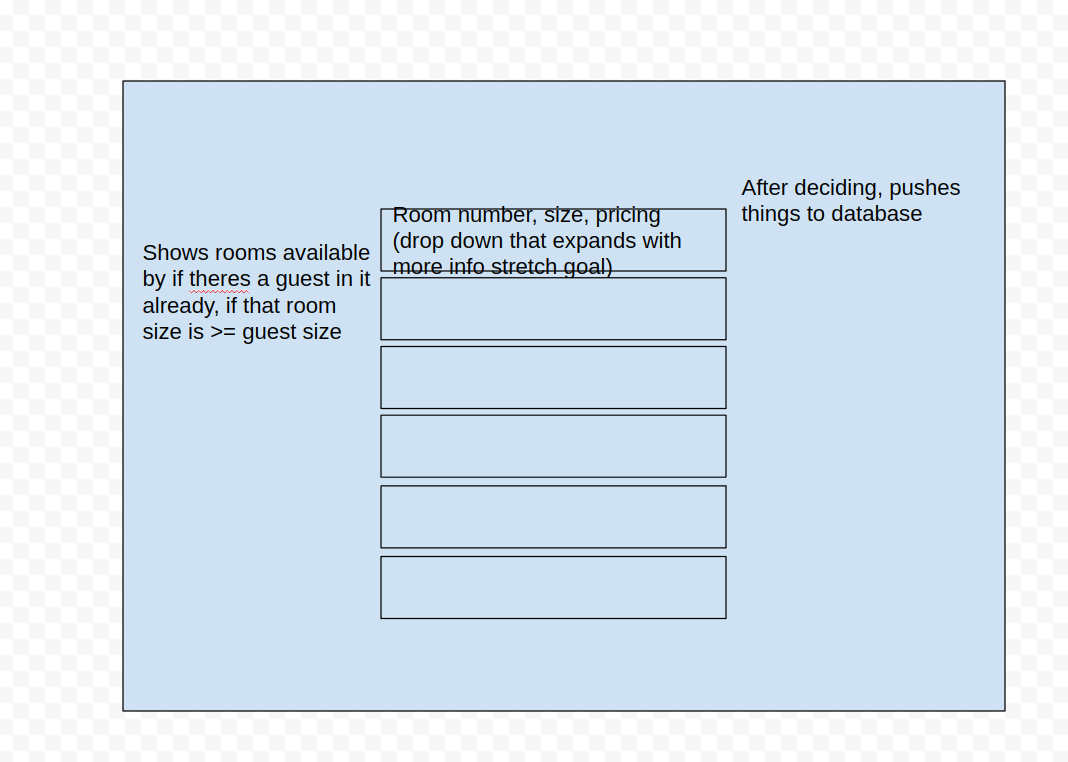 Shows rooms available
by if theres a guest in it
already, if that room
size is >= guest size
Room number, size, pricing
(drop down that expands with
more info stretch goal)
After deciding, pushes
things to database